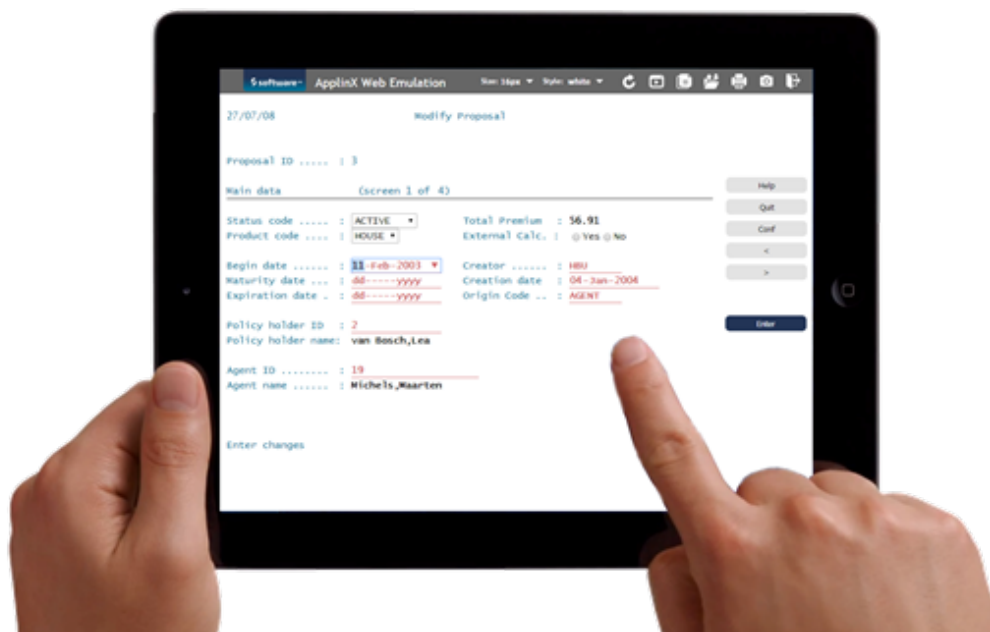 software ApplinX Web Emulation Size: 16px Style: white
27/07/08 Modify Proposal
Proposal ID ..... : 3
Main data (screen 1 of 4)
Status code ..... : ACTIVE Total Premium : 56.91
Product code .... : HOUSE External Calc. : Yes No
Begin date ...... : 11-Feb-2003 Creator ...... : HBU
Maturity date ... : dd-----yyyy Creation date : 04-Jan-2004
Expiration date . : dd-----yyyy Origin Code .. : AGENT
Policy holder ID : 2
Policy holder name: van Bosch,Lea
Agent ID ........ : 19
Agent name ...... : Michels,Maarten
Enter changes
Help
Quit
Conf
<
>
Enter